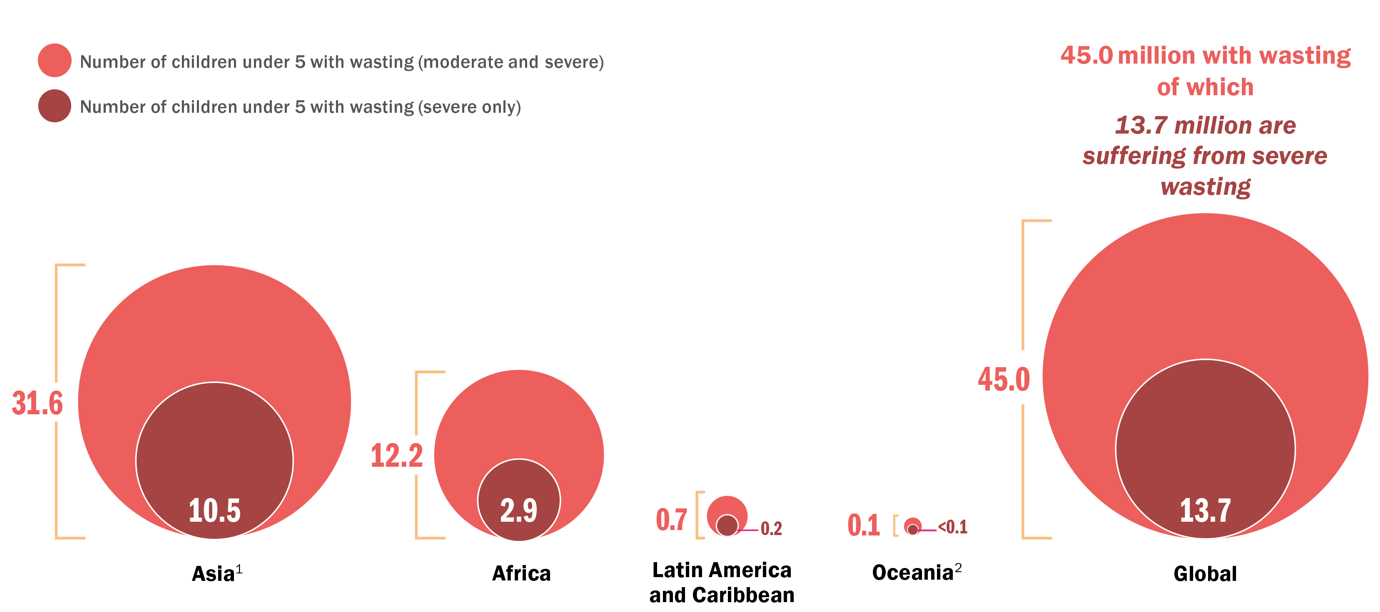 Number of children under 5 with wasting (moderate and severe)
Number of children under 5 with wasting (severe only)
45.0 million with wasting
of which
13.7 million are
suffering from severe
wasting
31.6
10.5
Asia¹
12.2
2.9
Africa
0.7
0.2
Latin America
and Caribbean
0.1
<0.1
Oceania²
45.0
13.7
Global